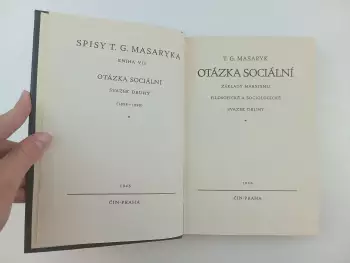 SPISY T. G. MASARYKA
KNIHA VII
OTÁZKA SOCIÁLNÍ
SVAZEK DRUHÝ
ČIN-PRAHA
T. G. MASARYK
OTÁZKA SOCIÁLNÍ
ZÁKLADY MARXISMU
FILOSOFICKÉ A SOCIOLOGICKÉ
SVAZEK DRUHÝ
ČIN-PRAHA